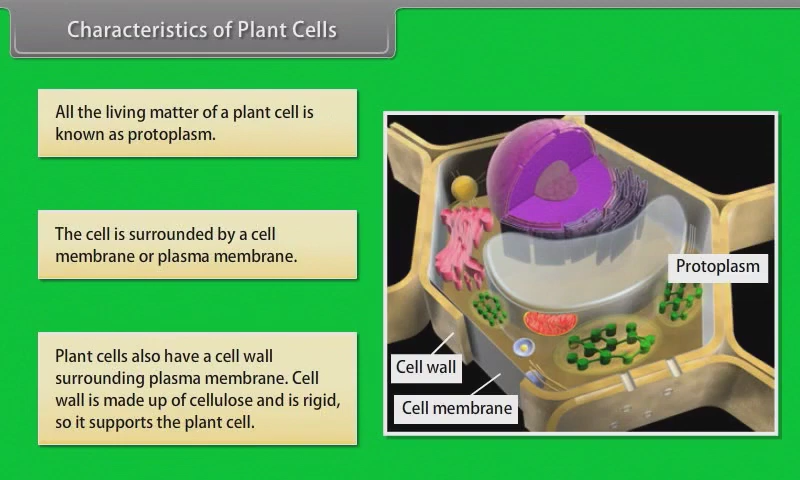 Characteristics of Plant Cells
All the living matter of a plant cell is
known as protoplasm.
The cell is surrounded by a cell
membrane or plasma membrane.
Plant cells also have a cell wall
surrounding plasma membrane. Cell
wall is made up of cellulose and is rigid,
so it supports the plant cell.
Protoplasm
Cell wall
Cell membrane